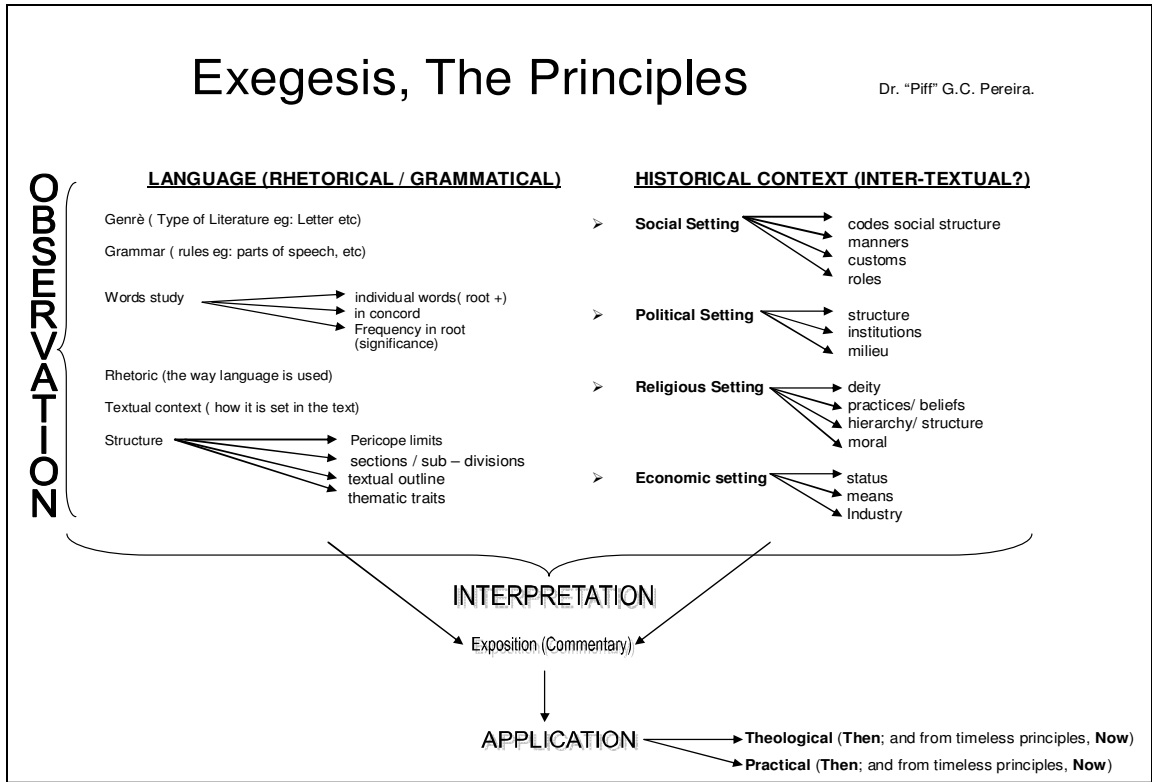 Exegesis, The Principles
Dr. “Piff” G.C. Pereira.
OBSERVATION
LANGUAGE (RHETORICAL / GRAMMATICAL)
Genrè ( Type of Literature eg: Letter etc)
Grammar ( rules eg: parts of speech, etc)
Words study
individual words( root +)
in concord
Frequency in root
(significance)
Rhetoric (the way language is used)
Textual context ( how it is set in the text)
Structure
Pericope limits
sections / sub – divisions
textual outline
thematic traits
HISTORICAL CONTEXT (INTER-TEXTUAL?)
Social Setting
codes social structure
manners
customs
roles
Political Setting
structure
institutions
milieu
Religious Setting
deity
practices/ beliefs
hierarchy/ structure
moral
Economic setting
status
means
Industry
INTERPRETATION
Exposition (Commentary)
APPLICATION
Theological (Then; and from timeless principles, Now)
Practical (Then; and from timeless principles, Now)